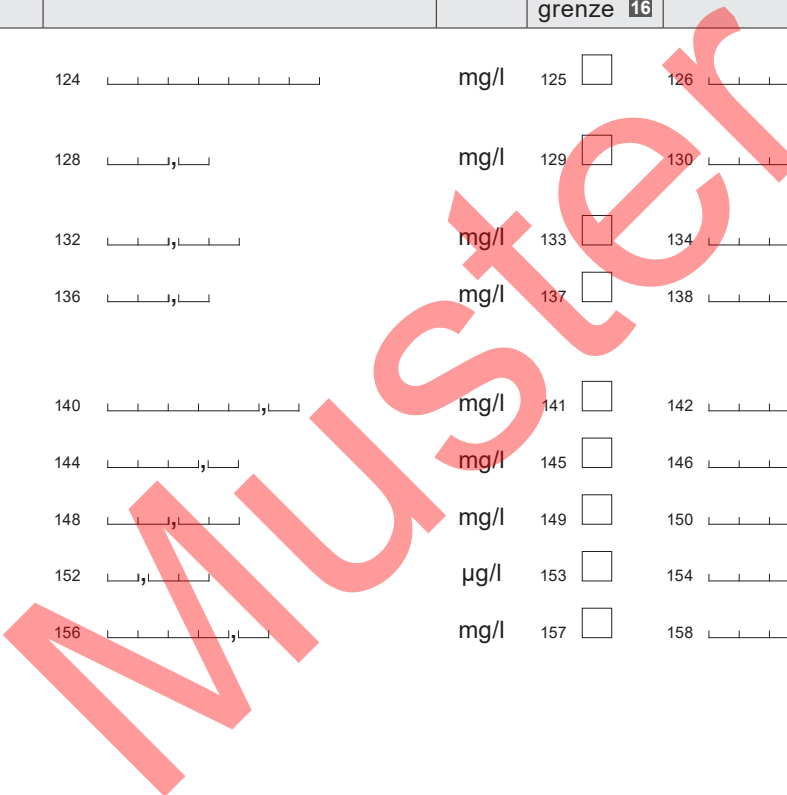 grenze 16
124 mg/l 125 126
128 , mg/l 129 130
132 , mg/l 133 134
136 , mg/l 137 138
140 , mg/l 141 142
144 , mg/l 145 146
148 , mg/l 149 150
152 , µg/l 153 154
156 , mg/l 157 158
Muster